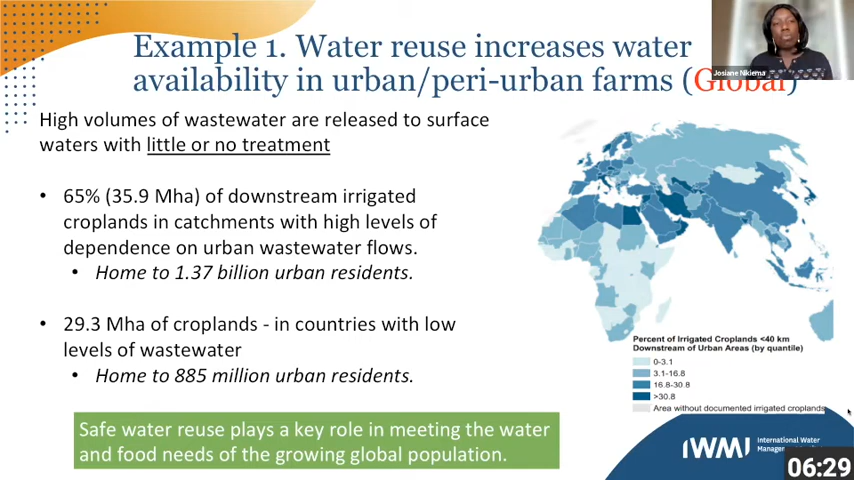 Example 1. Water reuse increases water
availability in urban/peri-urban farms (Global)
Josiane Nikiema
High volumes of wastewater are released to surface
waters with little or no treatment
• 65% (35.9 Mha) of downstream irrigated
croplands in catchments with high levels of
dependence on urban wastewater flows.
• Home to 1.37 billion urban residents.
• 29.3 Mha of croplands - in countries with low
levels of wastewater
• Home to 885 million urban residents.
Safe water reuse plays a key role in meeting the water
and food needs of the growing global population.
Percent of Irrigated Croplands <40 km
Downstream of Urban Areas (by quantile)
0-3.1
3.1-16.8
16.8-30.8
>30.8
Area without documented irrigated croplands
IWMI
International Water
06:29